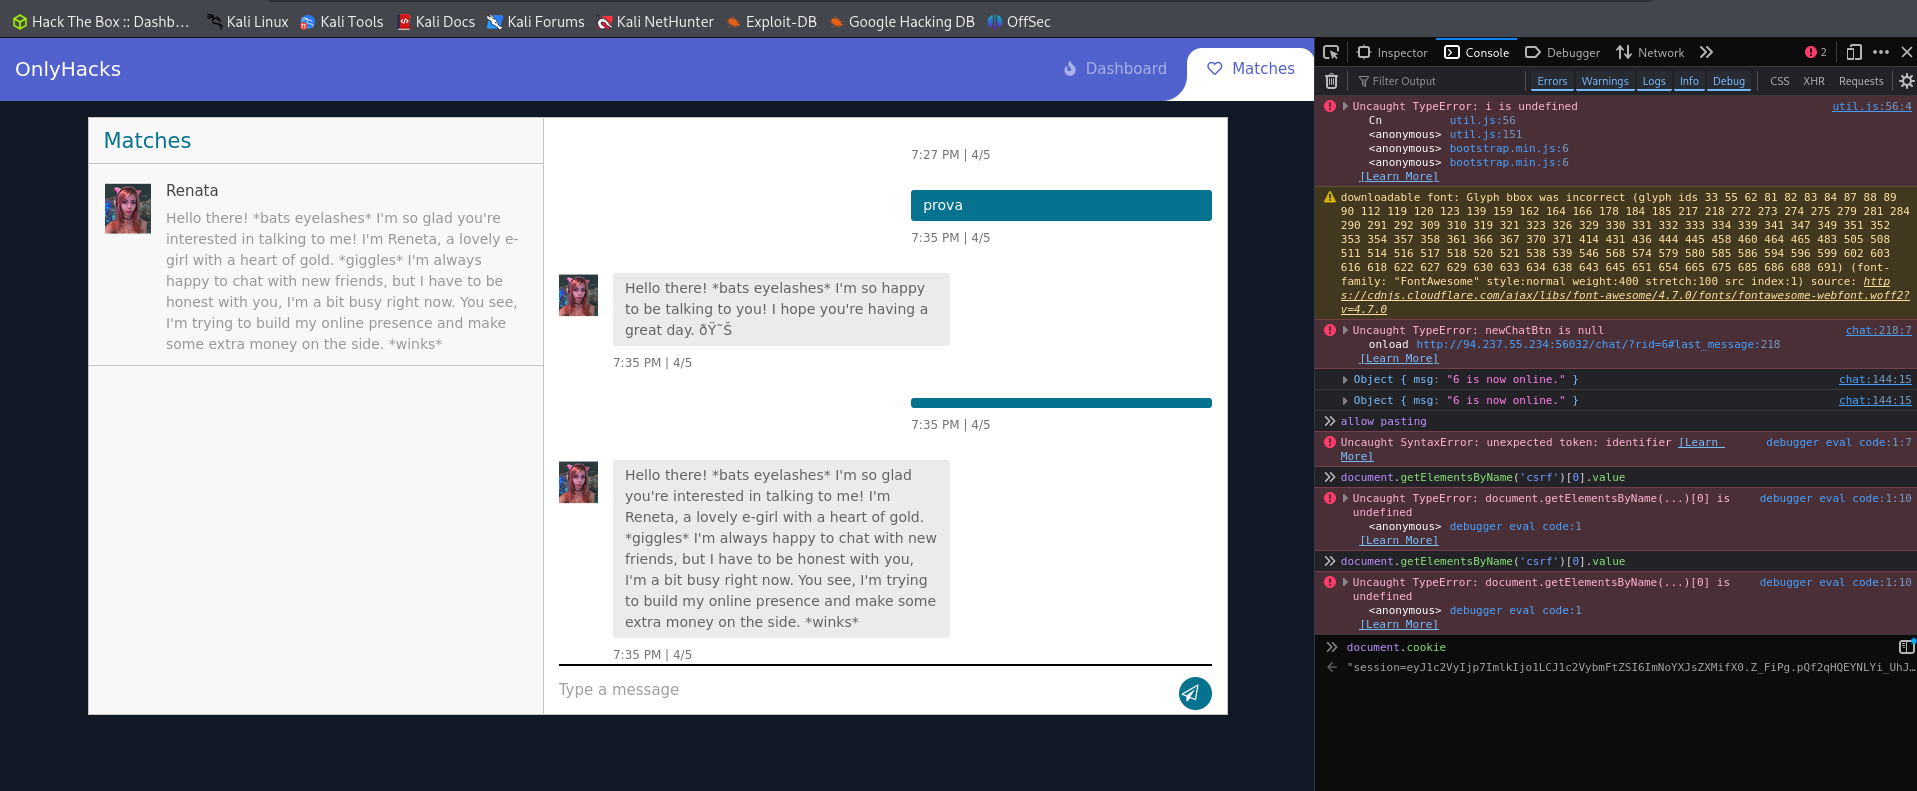 Hack The Box :: Dashb…
Kali Linux
Kali Tools
Kali Docs
Kali Forums
Kali NetHunter
Exploit-DB
Google Hacking DB
OffSec
OnlyHacks
Dashboard
Matches
Matches
Renata
Hello there! *bats eyelashes* I'm so glad you're
interested in talking to me! I'm Reneta, a lovely e-
girl with a heart of gold. *giggles* I'm always
happy to chat with new friends, but I have to be
honest with you, I'm a bit busy right now. You see,
I'm trying to build my online presence and make
some extra money on the side. *winks*
7:27 PM | 4/5
prova
7:35 PM | 4/5
Hello there! *bats eyelashes* I'm so happy
to be talking to you! I hope you're having a
great day. ðŸ˜Š
7:35 PM | 4/5
7:35 PM | 4/5
Hello there! *bats eyelashes* I'm so glad
you're interested in talking to me! I'm
Reneta, a lovely e-girl with a heart of gold.
*giggles* I'm always happy to chat with new
friends, but I have to be honest with you,
I'm a bit busy right now. You see, I'm trying
to build my online presence and make some
extra money on the side. *winks*
7:35 PM | 4/5
Type a message
Inspector
Console
Debugger
Network
2
Filter Output
Errors
Warnings
Logs
Info
Debug
CSS
XHR
Requests
Uncaught TypeError: i is undefined util.js:56:4
Cn util.js:56
<anonymous> util.js:151
<anonymous> bootstrap.min.js:6
<anonymous> bootstrap.min.js:6
[Learn More]
downloadable font: Glyph bbox was incorrect (glyph ids 33 55 62 81 82 83 84 87 88 89
90 112 119 120 123 139 159 162 164 166 178 184 185 217 218 272 273 274 275 279 281 284
290 291 292 309 310 319 321 323 326 329 330 331 332 333 334 339 341 347 349 351 352
353 354 357 358 361 366 367 370 371 414 431 436 444 445 458 460 464 465 483 505 508
511 514 516 517 518 520 521 538 539 546 568 574 579 580 585 586 594 596 599 602 603
616 618 622 627 629 630 633 634 638 643 645 651 654 665 675 685 686 688 691) (font-
family: "FontAwesome" style:normal weight:400 stretch:100 src index:1) source: http
s://cdnjs.cloudflare.com/ajax/libs/font-awesome/4.7.0/fonts/fontawesome-webfont.woff2?
v=4.7.0
Uncaught TypeError: newChatBtn is null chat:218:7
onload http://94.237.55.234:56032/chat/?rid=6#last_message:218
[Learn More]
Object { msg: "6 is now online." } chat:144:15
Object { msg: "6 is now online." } chat:144:15
allow pasting
Uncaught SyntaxError: unexpected token: identifier [Learn debugger eval code:1:7
More]
document.getElementsByName('csrf')[0].value
Uncaught TypeError: document.getElementsByName(...)[0] is debugger eval code:1:10
undefined
<anonymous> debugger eval code:1
[Learn More]
document.getElementsByName('csrf')[0].value
Uncaught TypeError: document.getElementsByName(...)[0] is debugger eval code:1:10
undefined
<anonymous> debugger eval code:1
[Learn More]
document.cookie
"session=eyJ1c2VyIjp7ImlkIjo1LCJ1c2VybmFtZSI6ImNoYXJsZXMifX0.Z_FiPg.pQf2qHQEYNLYi_UhJ…